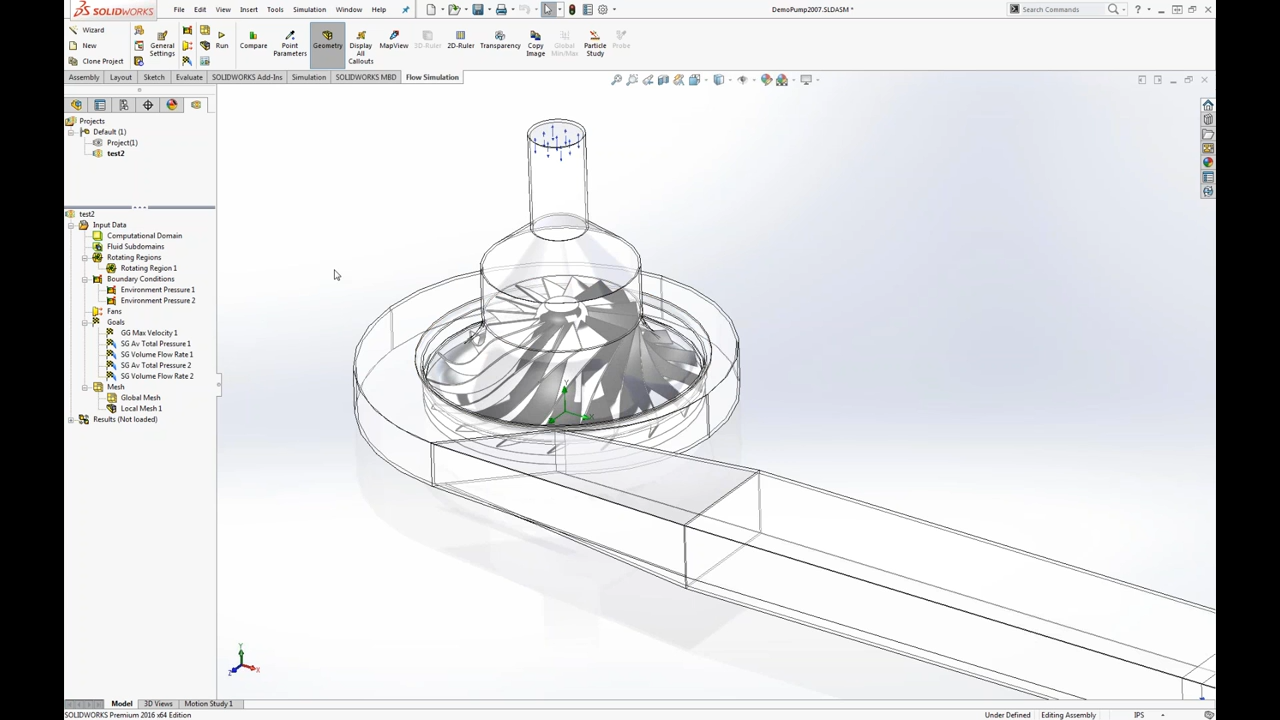 SOLIDWORKS
File Edit View Insert Tools Simulation Window Help
DemoPump2007.SLDASM *
Search Commands
Wizard
New
Clone Project
General Settings
Run
Compare
Point Parameters
Geometry
Display All Callouts
MapView
3D-Ruler
2D-Ruler
Transparency
Copy Image
Global Min/Max
Particle Study
Probe
Assembly Layout Sketch Evaluate SOLIDWORKS Add-Ins Simulation SOLIDWORKS MBD Flow Simulation
Projects
Default (1)
Project(1)
test2
test2
Input Data
Computational Domain
Fluid Subdomains
Rotating Regions
Rotating Region 1
Boundary Conditions
Environment Pressure 1
Environment Pressure 2
Fans
Goals
GG Max Velocity 1
SG Av Total Pressure 1
SG Volume Flow Rate 1
SG Av Total Pressure 2
SG Volume Flow Rate 2
Mesh
Global Mesh
Local Mesh 1
Results (Not loaded)
Y
X
Y
X
Z
Model 3D Views Motion Study 1
SOLIDWORKS Premium 2016 x64 Edition
Under Defined Editing Assembly IPS